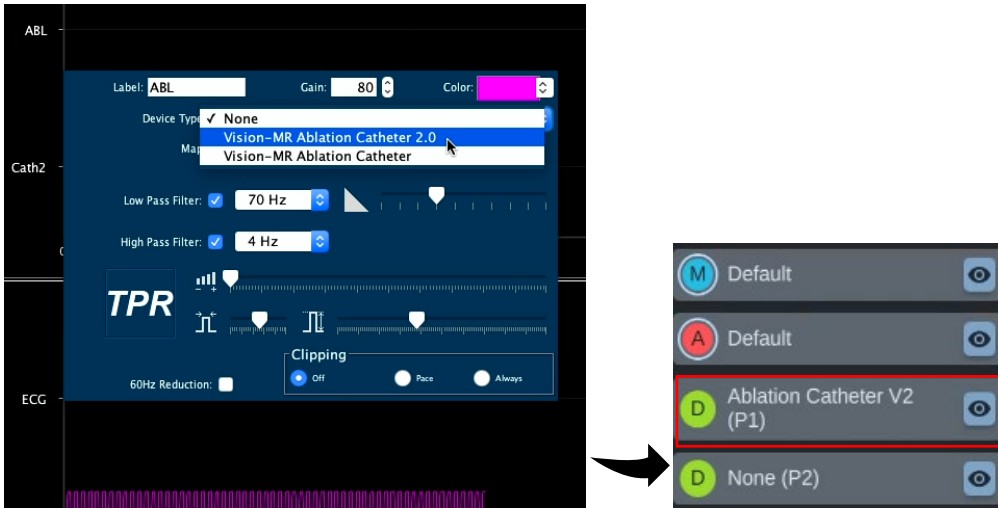 ABL
Label: ABL Gain: 80 Color:
Device Type ✓ None
Vision-MR Ablation Catheter 2.0
Map
Vision-MR Ablation Catheter
Cath2
Low Pass Filter: 70 Hz
High Pass Filter: 4 Hz
TPR
- +
Clipping
60Hz Reduction: Off Pace Always
ECG
M Default
A Default
D Ablation Catheter V2
(P1)
D None (P2)